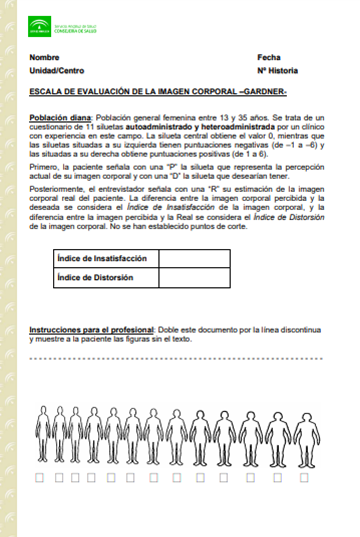 Servicio Andaluz de Salud
CONSEJERÍA DE SALUD
Nombre Fecha
Unidad/Centro Nº Historia
ESCALA DE EVALUACIÓN DE LA IMAGEN CORPORAL –GARDNER-
Población diana: Población general femenina entre 13 y 35 años. Se trata de un
cuestionario de 11 siluetas autoadministrado y heteroadministrada por un clínico
con experiencia en este campo. La silueta central obtiene el valor 0, mientras que
las siluetas situadas a su izquierda tienen puntuaciones negativas (de –1 a –6) y
las situadas a su derecha obtiene puntuaciones positivas (de 1 a 6).
Primero, la paciente señala con una “P” la silueta que representa la percepción
actual de su imagen corporal y con una “D” la silueta que desearían tener.
Posteriormente, el entrevistador señala con una “R” su estimación de la imagen
corporal real del paciente. La diferencia entre la imagen corporal percibida y la
deseada se considera el Índice de Insatisfacción de la imagen corporal, y la
diferencia entre la imagen percibida y la Real se considera el Índice de Distorsión
de la imagen corporal. No se han establecido puntos de corte.
Índice de Insatisfacción
Índice de Distorsión
Instrucciones para el profesional: Doble este documento por la línea discontinua
y muestre a la paciente las figuras sin el texto.